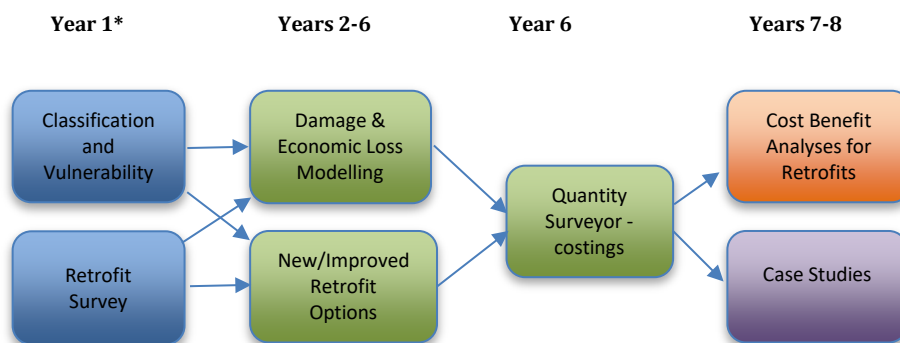 Year 1*
Years 2-6
Year 6
Years 7-8
Classification
and
Vulnerability
Damage &
Economic Loss
Modelling
Cost Benefit
Analyses for
Retrofits
Quantity
Surveyor -
costings
Retrofit
Survey
New/Improved
Retrofit
Options
Case Studies